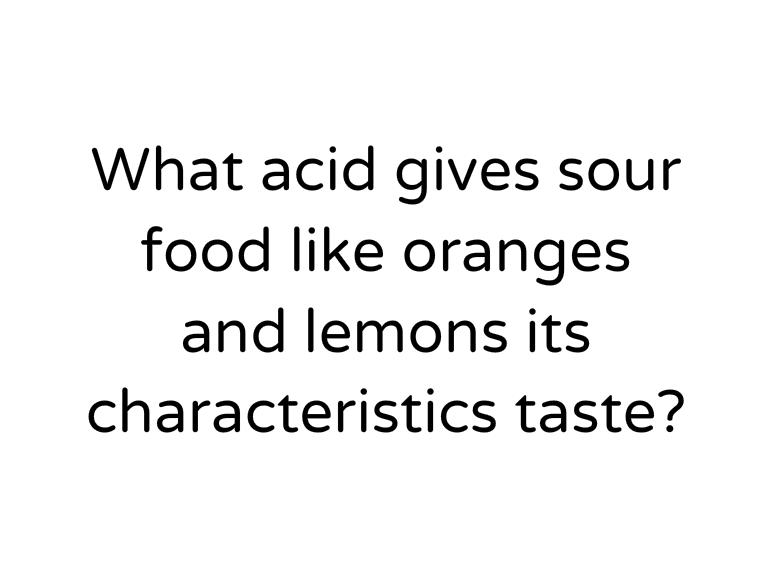 What acid gives sour
food like oranges
and lemons its
characteristics taste?